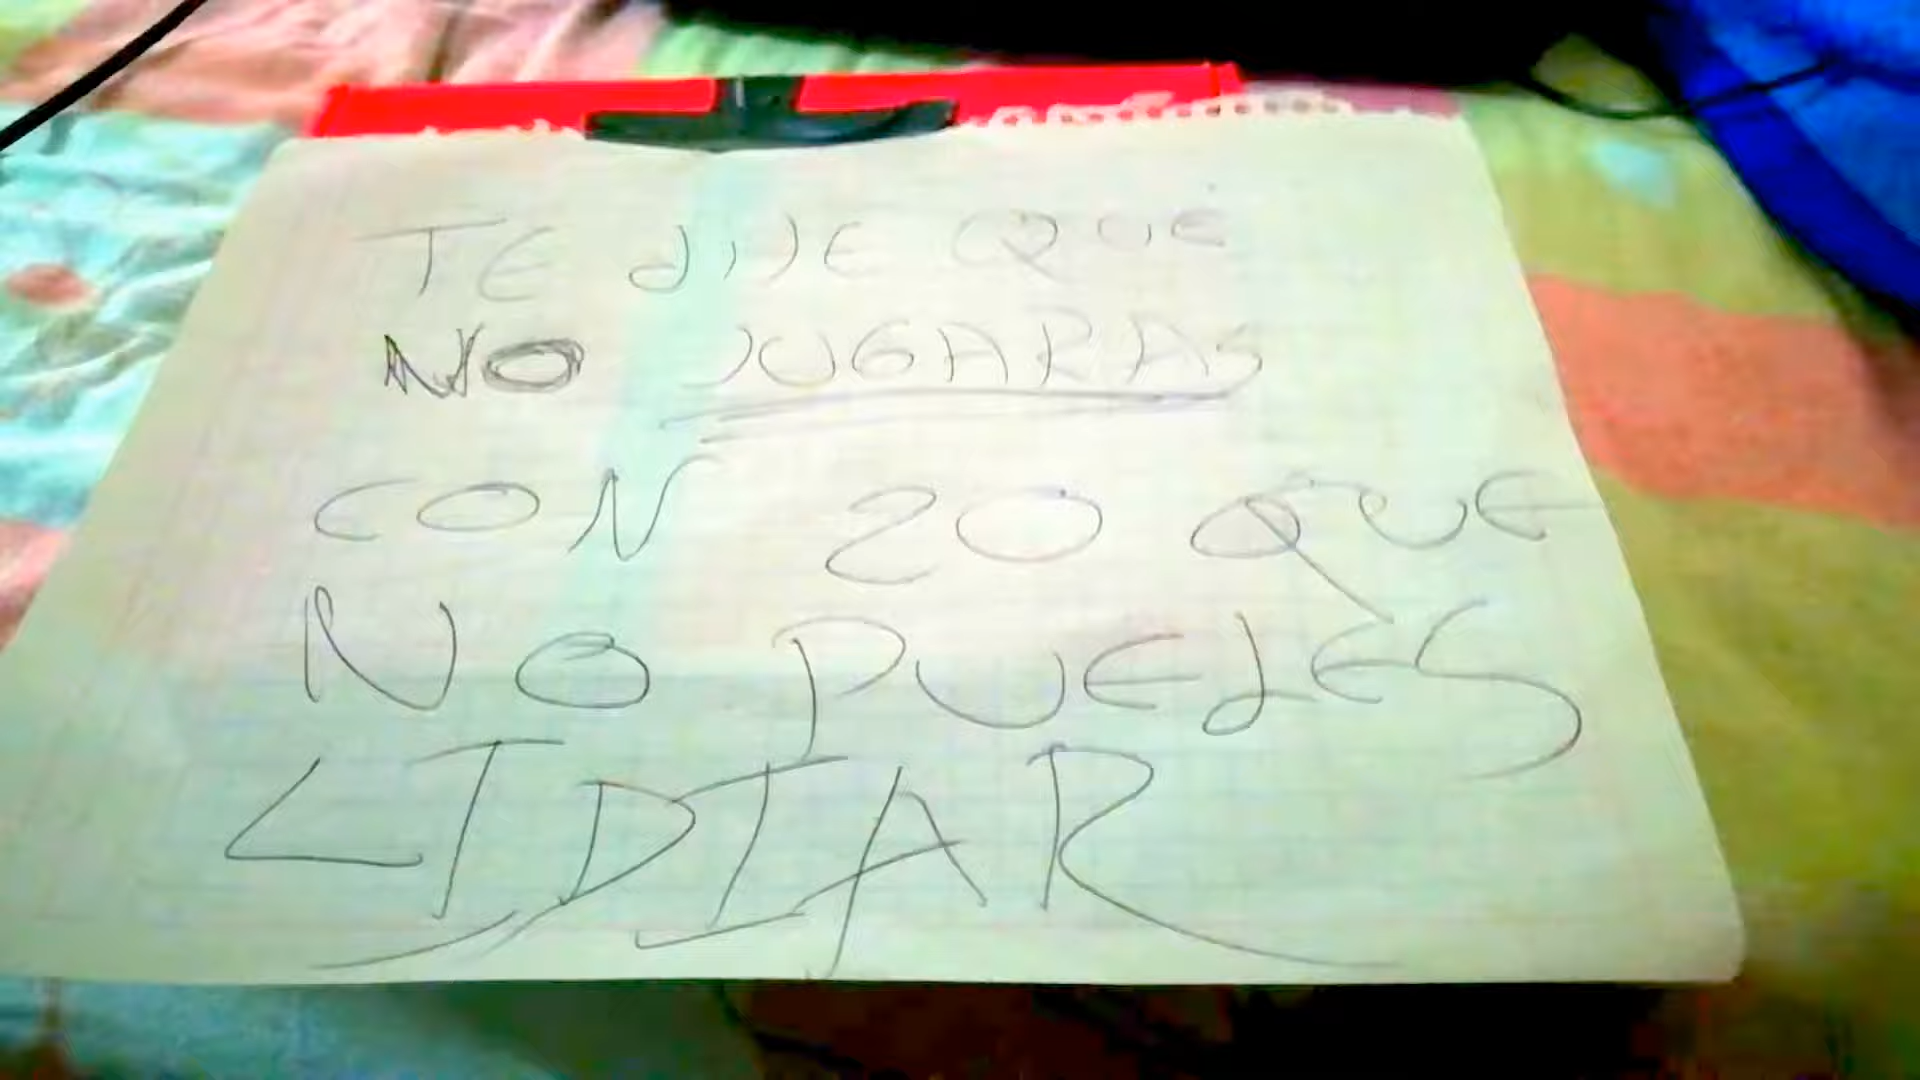 TE dIJE QUE
NO JUGARAS
CON LO QUE
NO PUEdES
LIDIAR